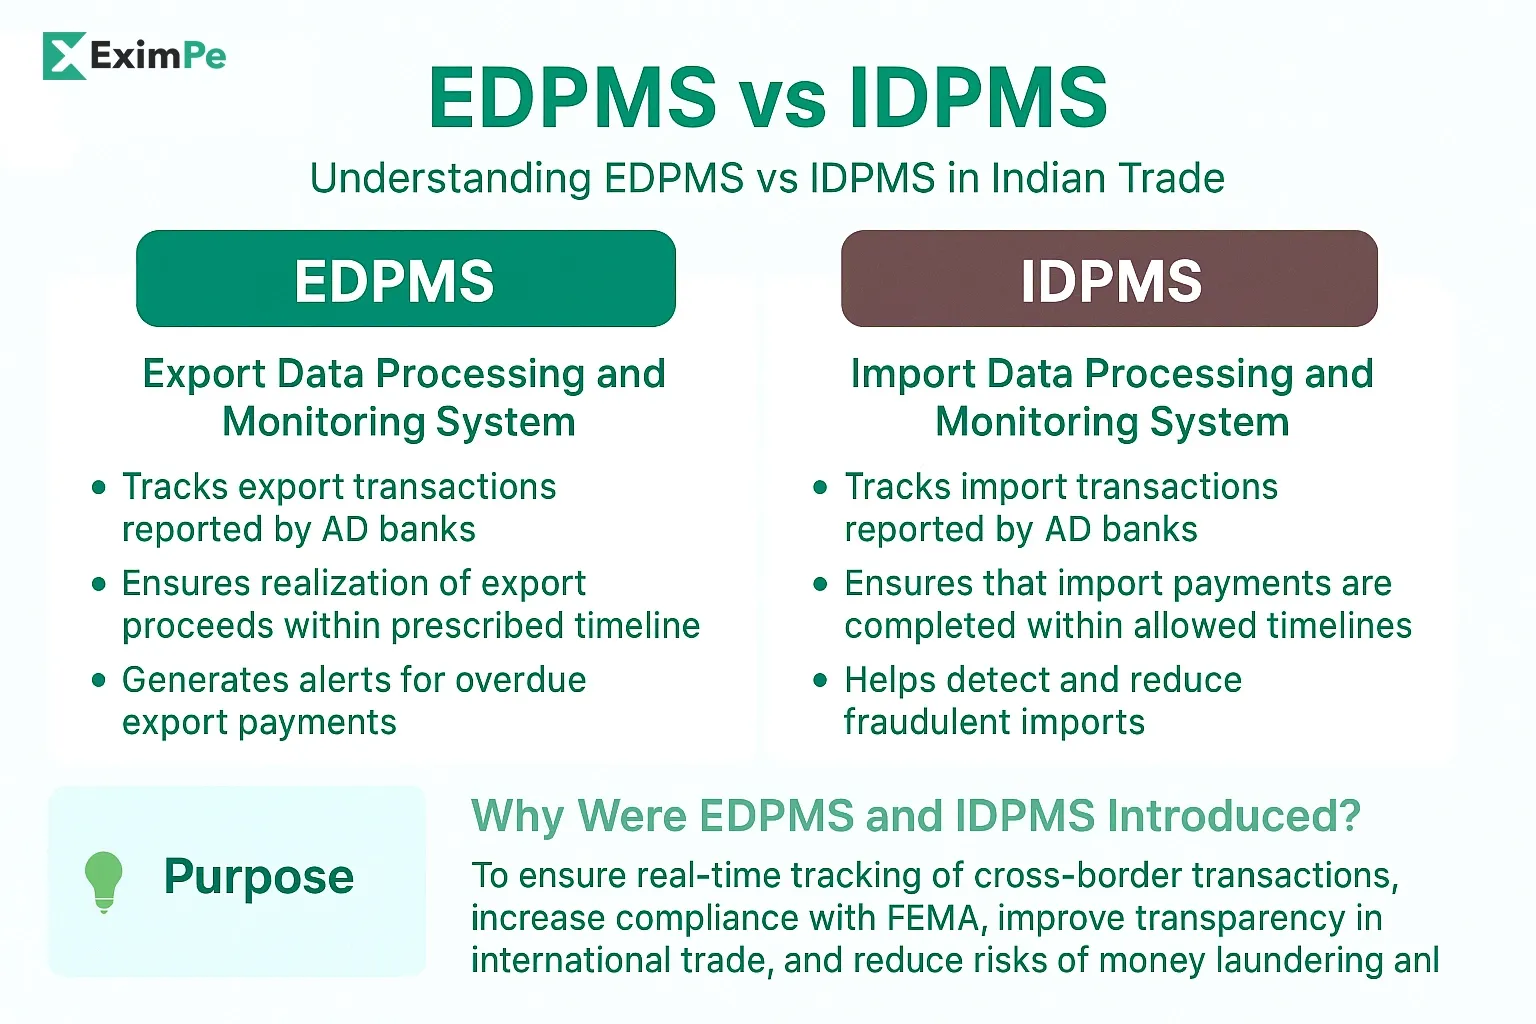 EximPe
EDPMS vs IDPMS
Understanding EDPMS vs IDPMS in Indian Trade
EDPMS
Export Data Processing and
Monitoring System
• Tracks export transactions
reported by AD banks
• Ensures realization of export
proceeds within prescribed timeline
• Generates alerts for overdue
export payments
IDPMS
Import Data Processing and
Monitoring System
• Tracks import transactions
reported by AD banks
• Ensures that import payments are
completed within allowed timelines
• Helps detect and reduce
fraudulent imports
Purpose
Why Were EDPMS and IDPMS Introduced?
To ensure real-time tracking of cross-border transactions,
increase compliance with FEMA, improve transparency in
international trade, and reduce risks of money laundering anl